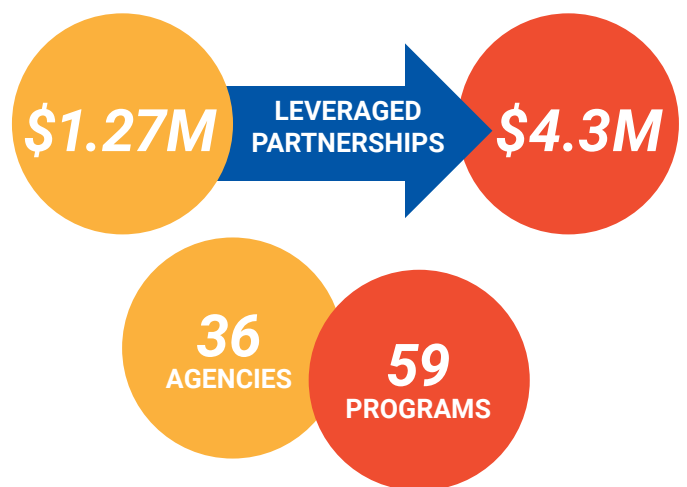 $1.27M
LEVERAGED
PARTNERSHIPS
$4.3M
36
AGENCIES
59
PROGRAMS